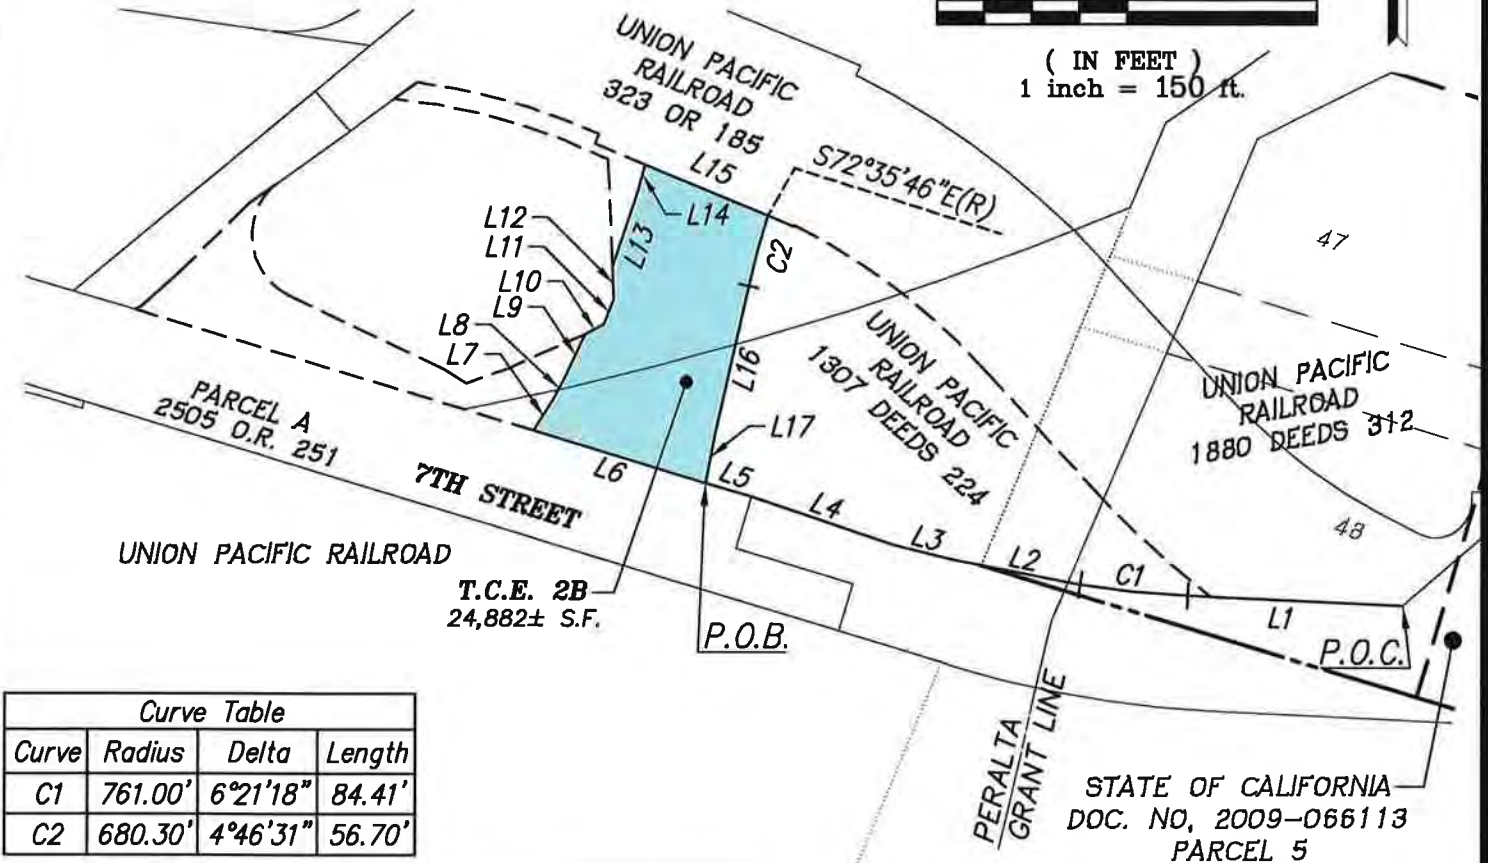 ( IN FEET )
1 inch = 150 ft.
UNION PACIFIC
RAILROAD
323 OR 185
L15
S72°35'46"E(R)
L14
L12
L11
L10
L9
L8
L7
L13
C2
47
L16
UNION PACIFIC
RAILROAD
1307 DEEDS 224
UNION PACIFIC
RAILROAD
1880 DEEDS 312
PARCEL A
2505 O.R. 251
7TH STREET
L6
L17
L5
L4
L3
L2
C1
L1
48
UNION PACIFIC RAILROAD
T.C.E. 2B
24,882± S.F.
P.O.B.
P.O.C.
PERALTA
GRANT LINE
STATE OF CALIFORNIA
DOC. NO, 2009-066113
PARCEL 5
Curve Table
Curve Radius Delta Length
C1 761.00' 6°21'18" 84.41'
C2 680.30' 4°46'31" 56.70'